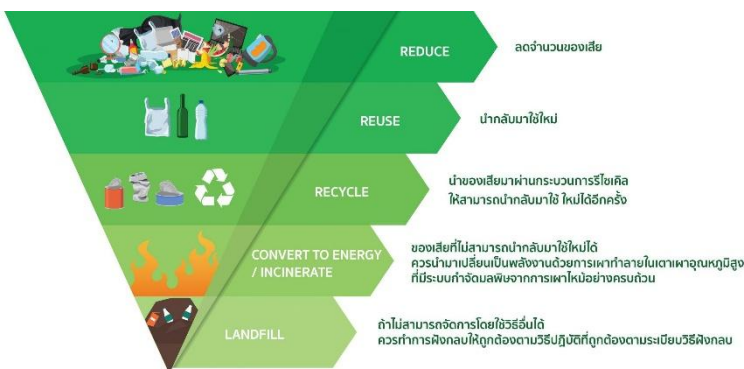 REDUCE
ลดจำนวนของเสีย
REUSE
นำกลับมาใช้ใหม่
RECYCLE
นำของเสียมาผ่านกระบวนการรีไซเคิล
ให้สามารถนำกลับมาใช้ ใหม่ได้อีกครั้ง
CONVERT TO ENERGY
/ INCINERATE
ของเสียที่ไม่สามารถนำกลับมาใช้ใหม่ได้
ควรนำมาเปลี่ยนเป็นพลังงานด้วยการเผาทำลายในเตาเผาอุณหภูมิสูง
ที่มีระบบกำจัดมลพิษจากการเผาไหม้อย่างครบถ้วน
LANDFILL
ถ้าไม่สามารถจัดการโดยใช้วิธีอื่นได้
ควรทำการฝังกลบให้ถูกต้องตามวิธีปฏิบัติที่ถูกต้องตามระเบียบวิธีฝังกลบ